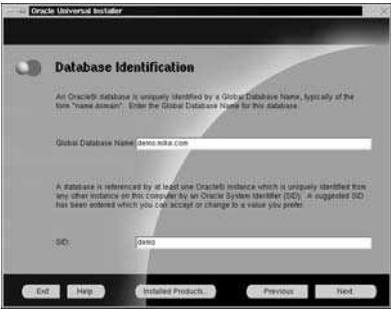 Oracle Universal Installer
Database Identification
An Oracle8i database is uniquely identified by a Global Database Name, typically of the
form "name.domain". Enter the Global Database Name for this database.
Global Database Name: demo.mika.com
A database is referenced by at least one Oracle8i instance which is uniquely identified from
any other instance on this computer by an Oracle System Identifier (SID). A suggested SID
has been entered which you can accept or change to a value you prefer.
SID: demo
Exit Help Installed Products... Previous Next